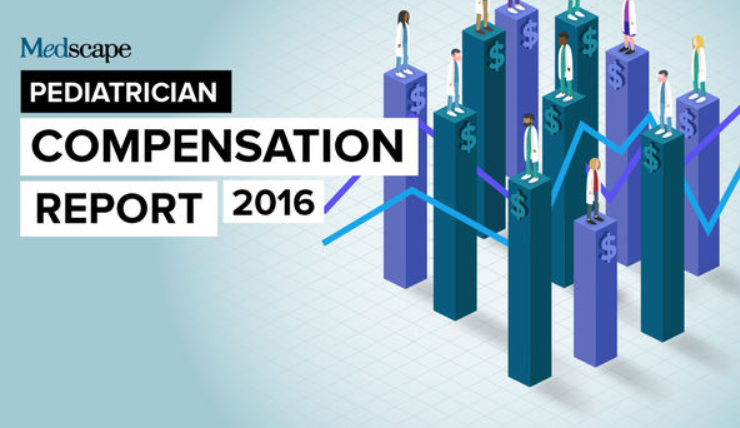 Medscape
PEDIATRICIAN
COMPENSATION
REPORT 2016
$ $ $ $ $ $ $ $ $ $